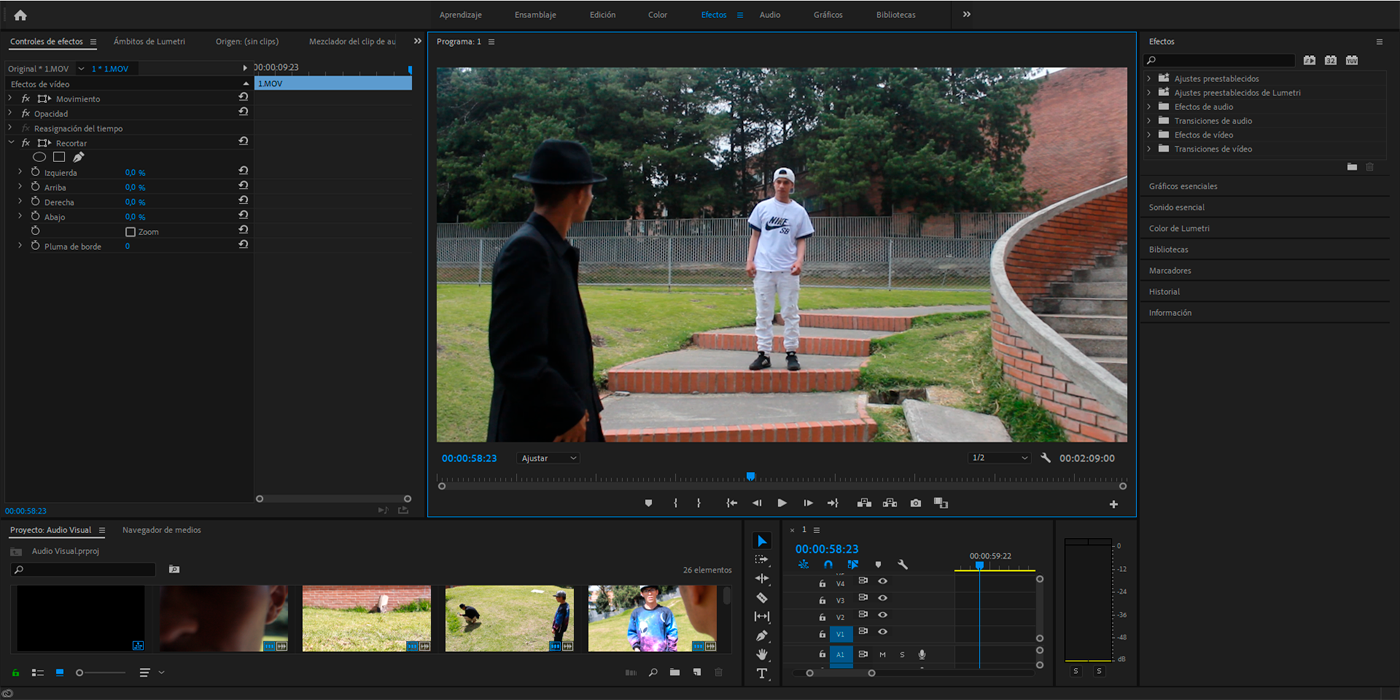 Aprendizaje Ensamblaje Edición Color Efectos Audio Gráficos Bibliotecas
Controles de efectos Ámbitos de Lumetri Origen: (sin clips) Mezclador del clip de au
Original * 1.MOV 1 * 1.MOV
00:00:09:23
Efectos de vídeo
1.MOV
fx Movimiento
fx Opacidad
fx Reasignación del tiempo
fx Recortar
Izquierda 0,0 %
Arriba 0,0 %
Derecha 0,0 %
Abajo 0,0 %
Zoom
Pluma de borde 0
00:00:58:23
Programa: 1
NIKE
SB
00:00:58:23 Ajustar 1/2 00:02:09:00
Efectos
32 YUV
Ajustes preestablecidos
Ajustes preestablecidos de Lumetri
Efectos de audio
Transiciones de audio
Efectos de vídeo
Transiciones de vídeo
Gráficos esenciales
Sonido esencial
Color de Lumetri
Bibliotecas
Marcadores
Historial
Información
Proyecto: Audio Visual Navegador de medios
Audio Visual.prproj
26 elementos
× 1
00:00:58:23
00:00:59:22
V4
V3
V2
V1
A1 M S
0
-12
-24
-36
-48
dB
S S